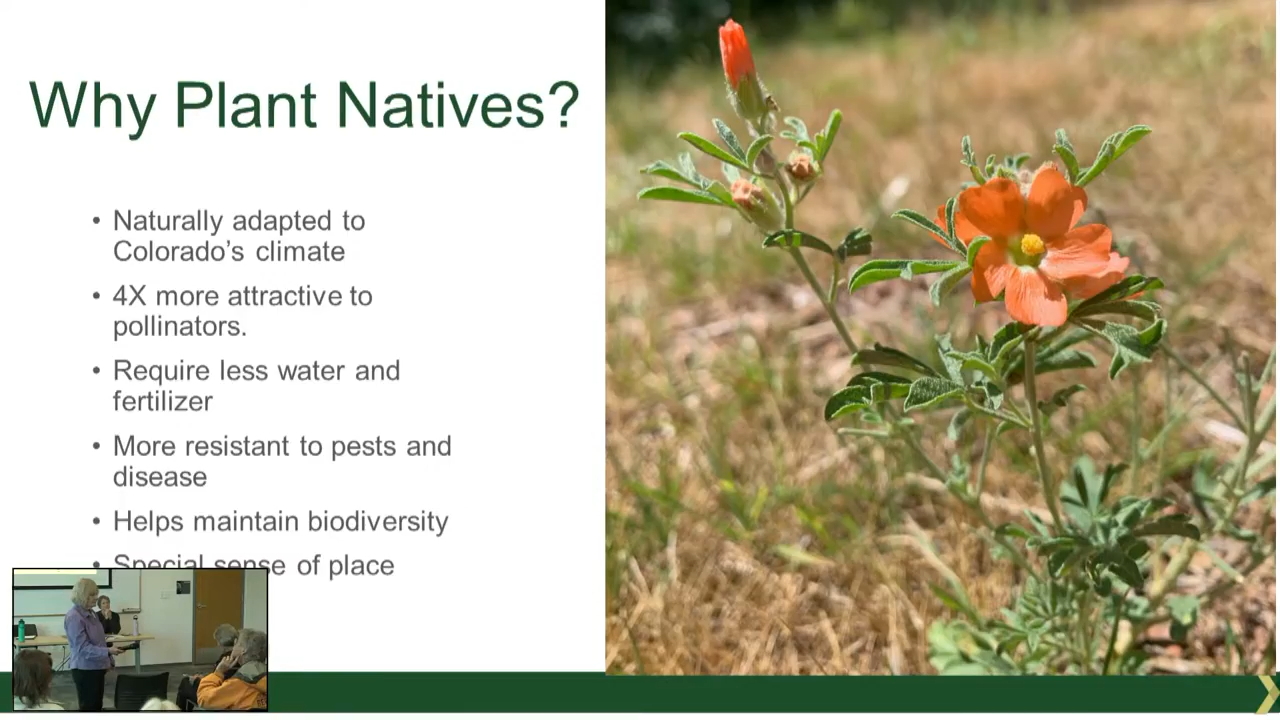 Why Plant Natives?
• Naturally adapted to
Colorado’s climate
• 4X more attractive to
pollinators.
• Require less water and
fertilizer
• More resistant to pests and
disease
• Helps maintain biodiversity
• Special sense of place